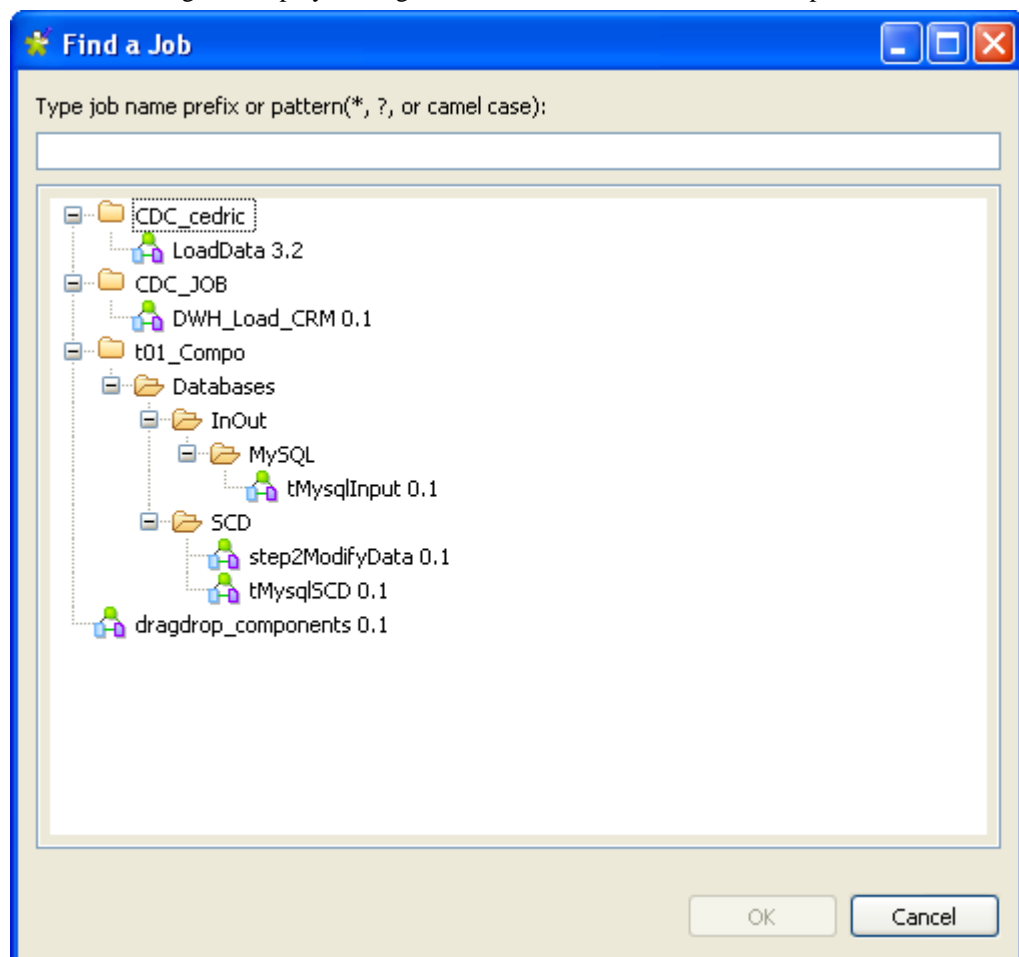 Find a Job
Type job name prefix or pattern(*, ?, or camel case):
CDC_cedric
LoadData 3.2
CDC_JOB
DWH_Load_CRM 0.1
t01_Compo
Databases
InOut
MySQL
tMysqlInput 0.1
SCD
step2ModifyData 0.1
tMysqlSCD 0.1
dragdrop_components 0.1
OK
Cancel